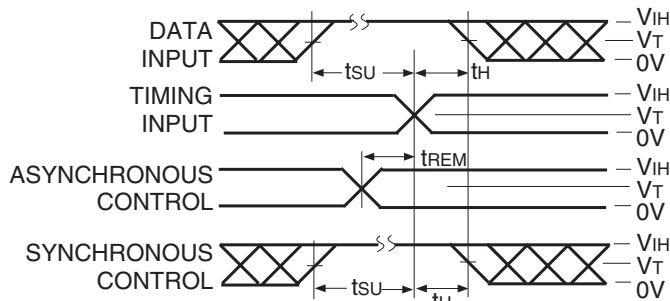 DATA INPUT
VIH
VT
0V
tSU
tH
TIMING INPUT
VIH
VT
0V
tREM
ASYNCHRONOUS CONTROL
VIH
VT
0V
SYNCHRONOUS CONTROL
VIH
VT
0V
tSU
tH